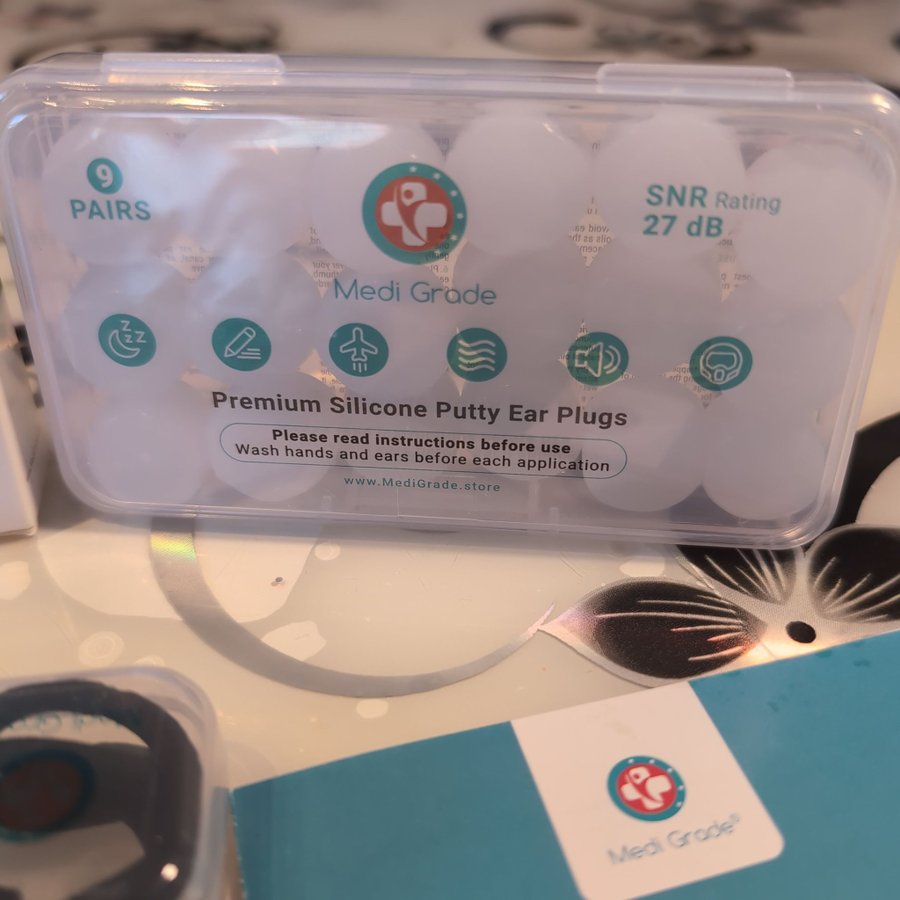 9
PAIRS
SNR Rating
27 dB
Medi Grade
Premium Silicone Putty Ear Plugs
Please read instructions before use
Wash hands and ears before each application
www.MediGrade.store
Medi Grade®